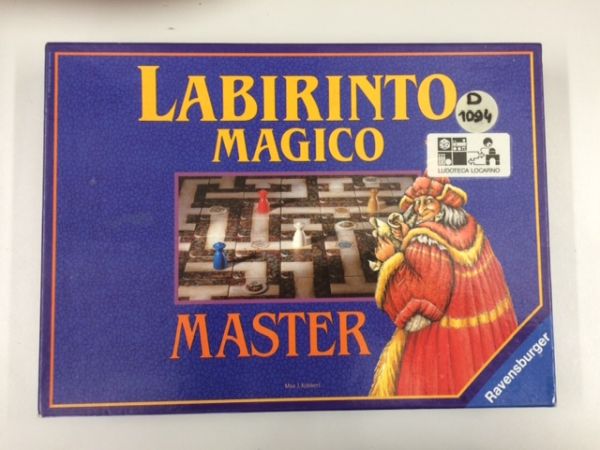 LABIRINTO
MAGICO
D
1094
LUDOTECA LOCARNO
MASTER
Max J. Kobbert
Ravensburger